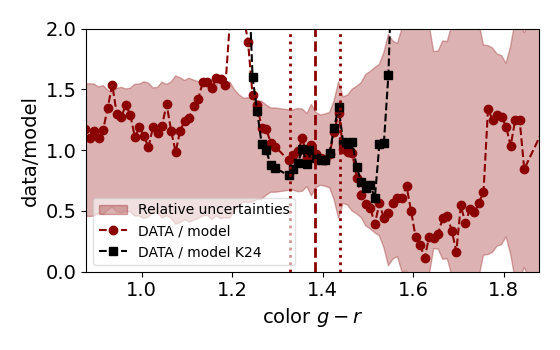 2.0
1.5
1.0
0.5
0.0
data/model
Relative uncertainties
DATA / model
DATA / model K24
1.0 1.2 1.4 1.6 1.8
color g − r